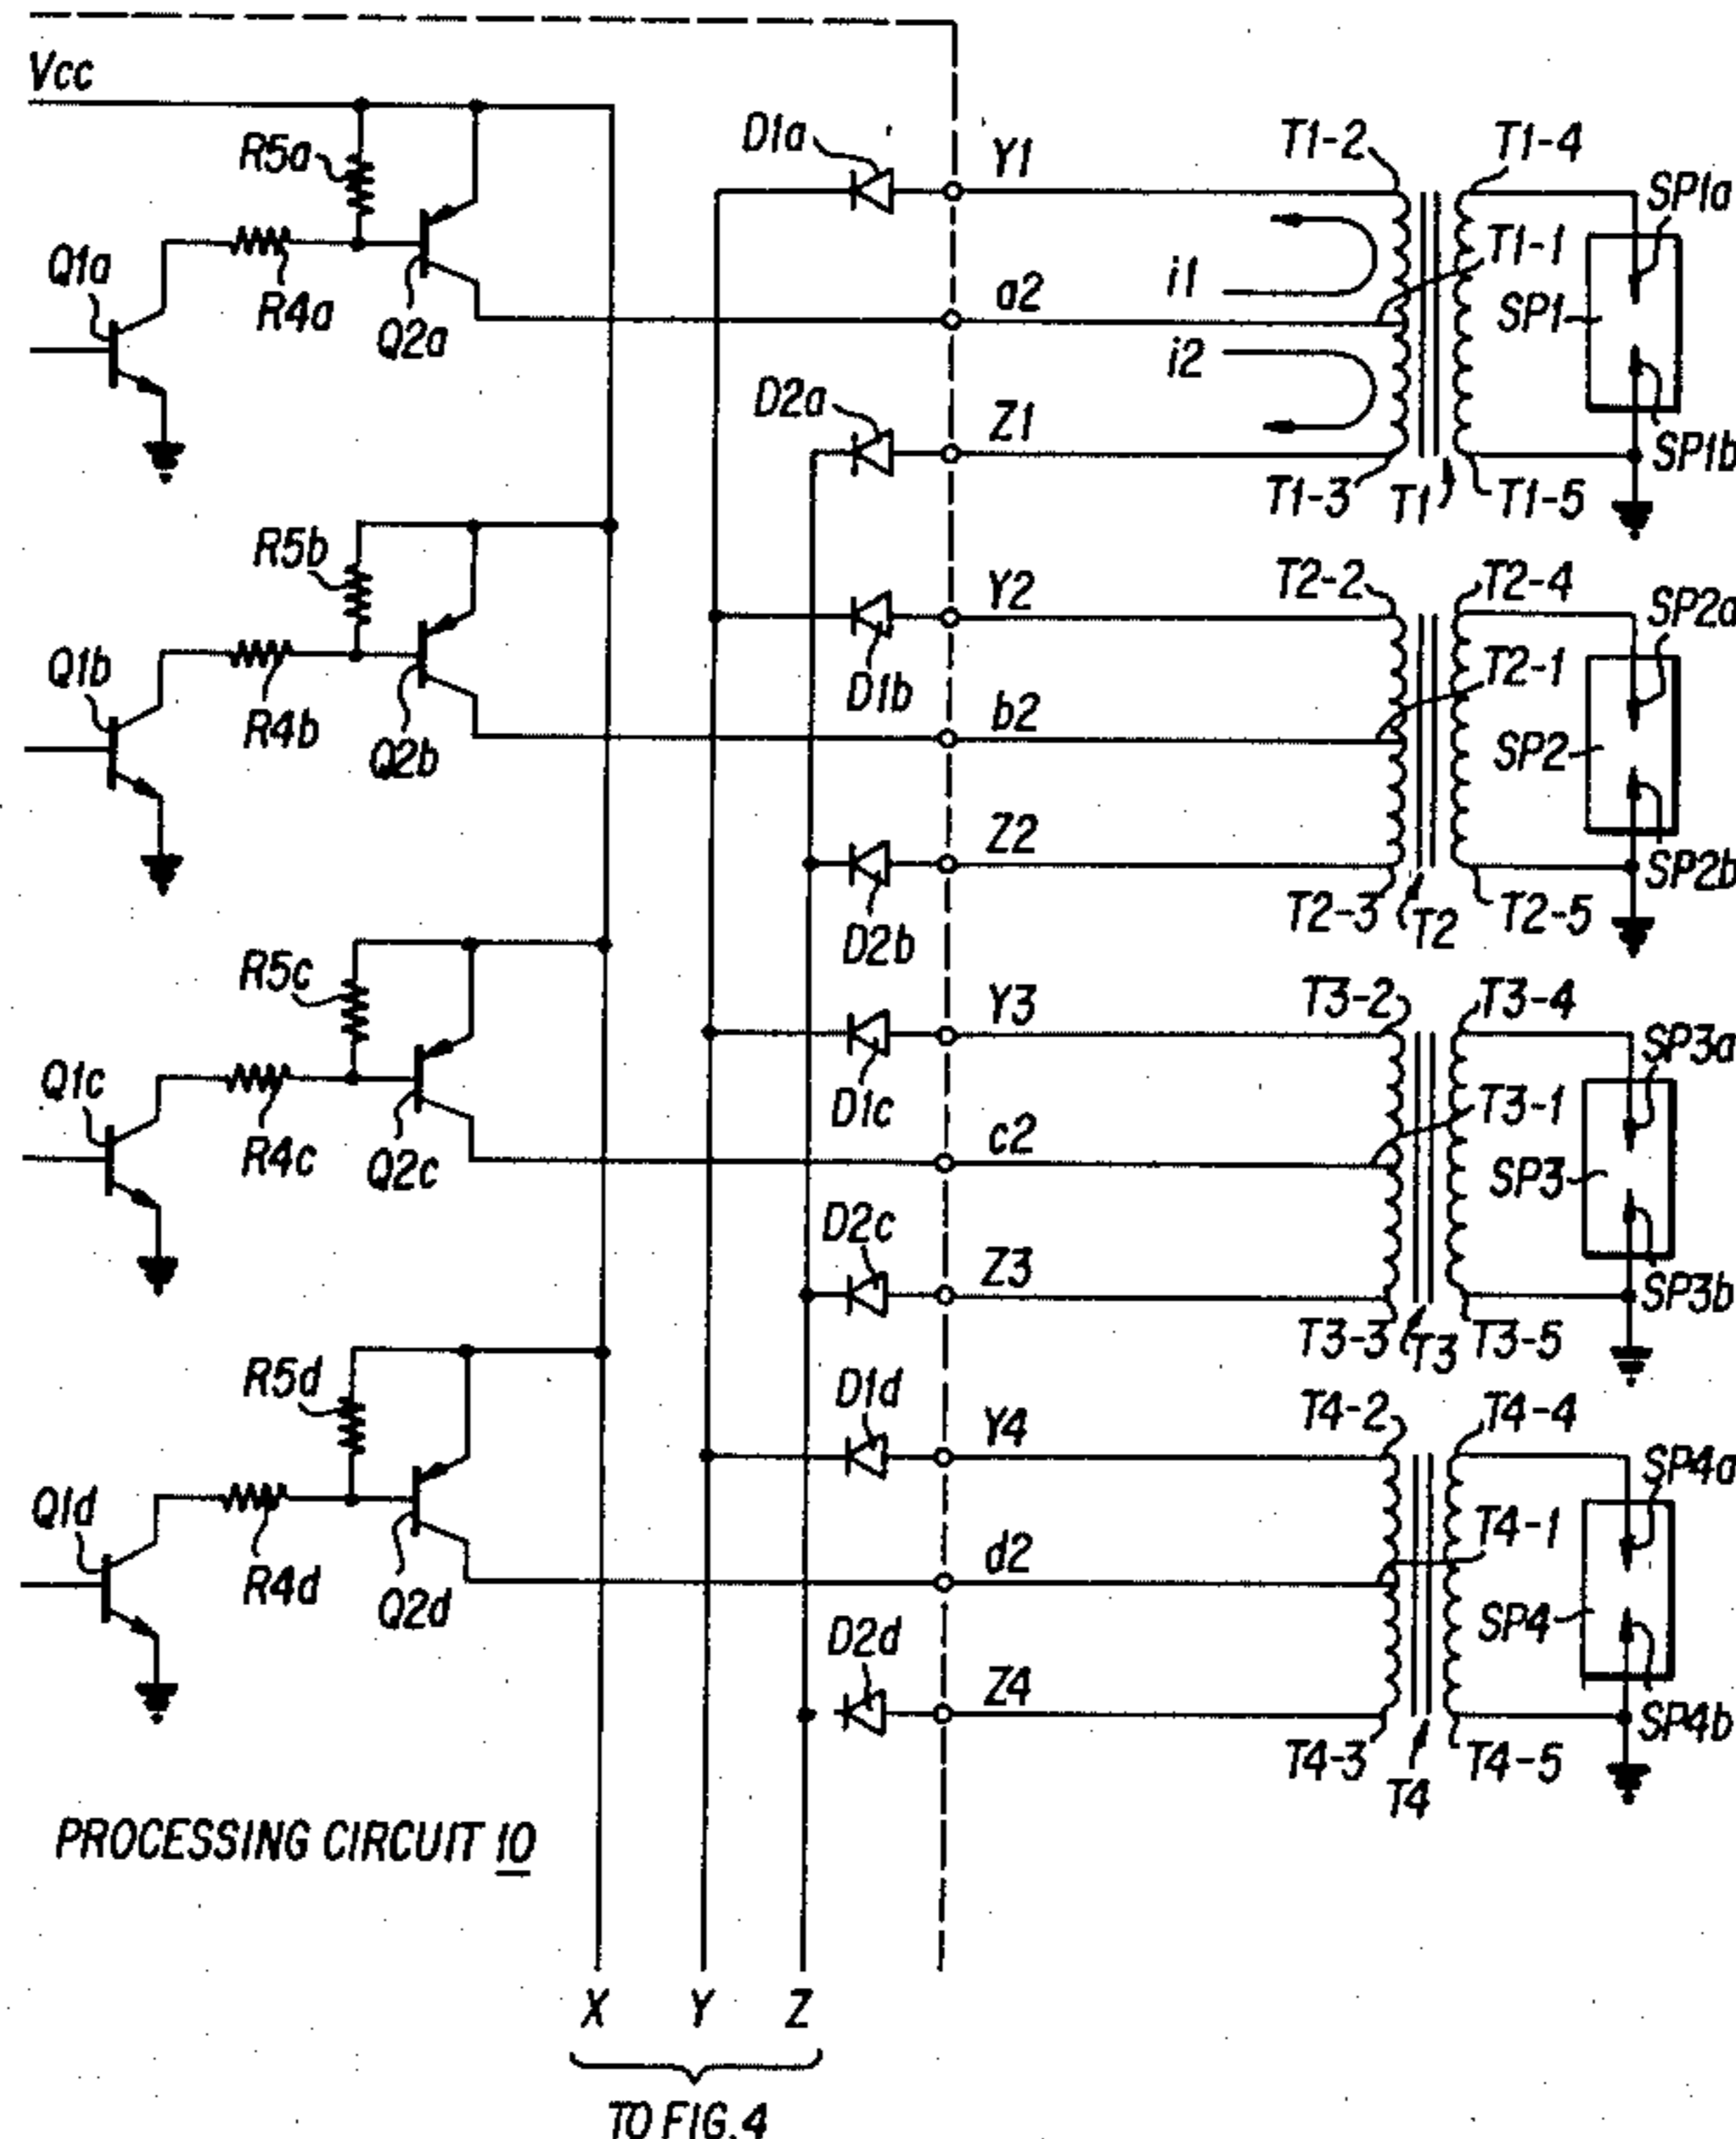 Vcc
R5a
Q1a
R4a
Q2a
D1a
Y1
T1-2
T1-4
SP1a
i1
T1-1
a2
SP1
i2
D2a
Z1
SP1b
T1-3
T1
T1-5
R5b
Q1b
R4b
Q2b
Y2
T2-2
T2-4
SP2a
D1b
T2-1
b2
SP2
Z2
SP2b
D2b
T2-3
T2
T2-5
R5c
Q1c
R4c
Q2c
Y3
T3-2
T3-4
SP3a
D1c
T3-1
c2
SP3
D2c
Z3
SP3b
T3-3
T3
T3-5
R5d
Q1d
R4d
Q2d
D1d
Y4
T4-2
T4-4
SP4a
T4-1
d2
SP4
D2d
Z4
SP4b
T4-3
T4
T4-5
PROCESSING CIRCUIT 10
X Y Z
TO FIG.4